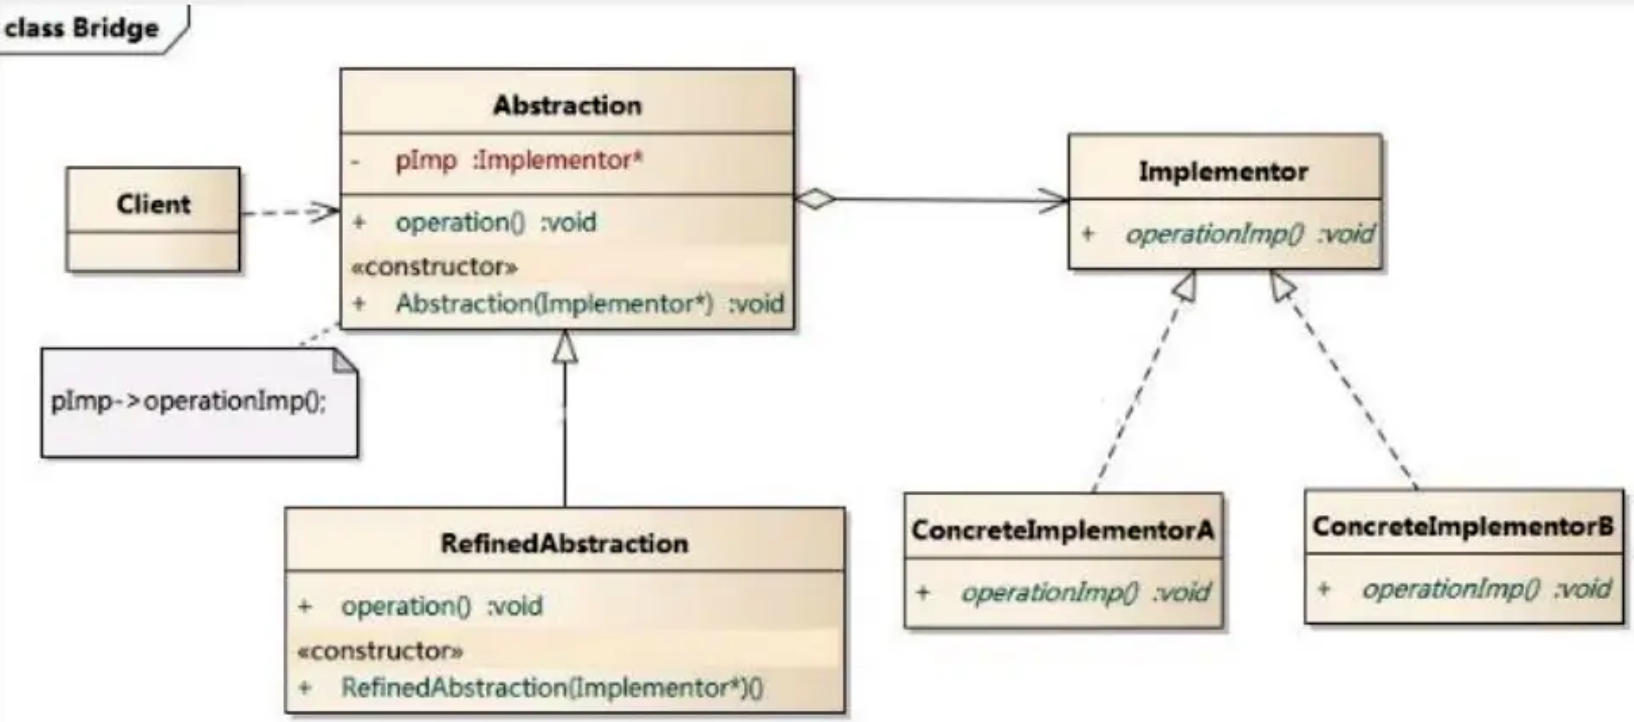 class Bridge
Abstraction
- pImp :Implementor*
+ operation() :void
«constructor»
+ Abstraction(Implementor*) :void
Client
pImp->operationImp();
Implementor
+ operationImp() :void
RefinedAbstraction
+ operation() :void
«constructor»
+ RefinedAbstraction(Implementor*)()
ConcreteImplementorA
+ operationImp() :void
ConcreteImplementorB
+ operationImp() :void